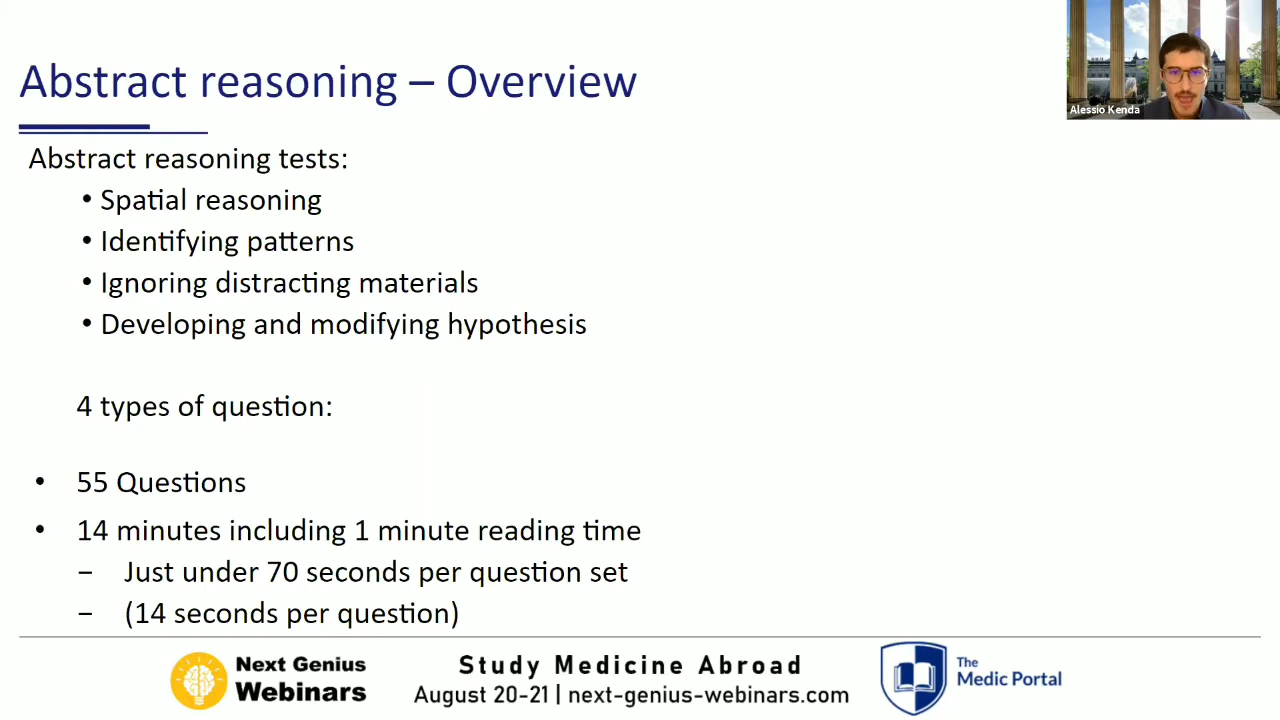 Abstract reasoning – Overview
Alessio Kenda
Abstract reasoning tests:
• Spatial reasoning
• Identifying patterns
• Ignoring distracting materials
• Developing and modifying hypothesis
4 types of question:
• 55 Questions
• 14 minutes including 1 minute reading time
– Just under 70 seconds per question set
– (14 seconds per question)
Next Genius
Webinars
Study Medicine Abroad
August 20-21 | next-genius-webinars.com
The
Medic Portal